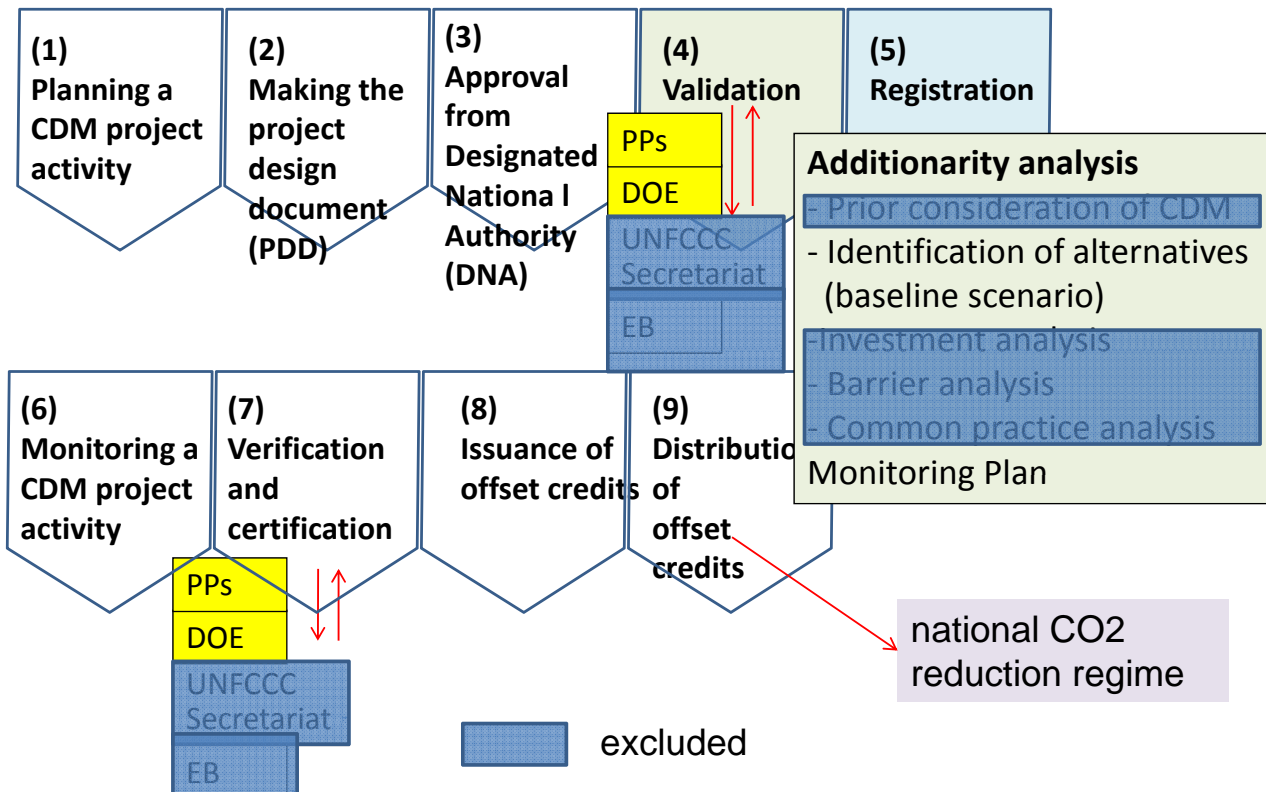 (1)
Planning a
CDM project
activity
(2)
Making the
project
design
document
(PDD)
(3)
Approval
from
Designated
Nationa l
Authority
(DNA)
(4)
Validation
PPs
DOE
UNFCCC
Secretariat
EB
(5)
Registration
Additionarity analysis
- Prior consideration of CDM
- Identification of alternatives
(baseline scenario)
-Investment analysis
- Barrier analysis
- Common practice analysis
Monitoring Plan
(6)
Monitoring a
CDM project
activity
(7)
Verification
and
certification
PPs
DOE
UNFCCC
Secretariat
EB
(8)
Issuance of
offset credits
(9)
Distributio
of
offset
credits
national CO2
reduction regime
excluded